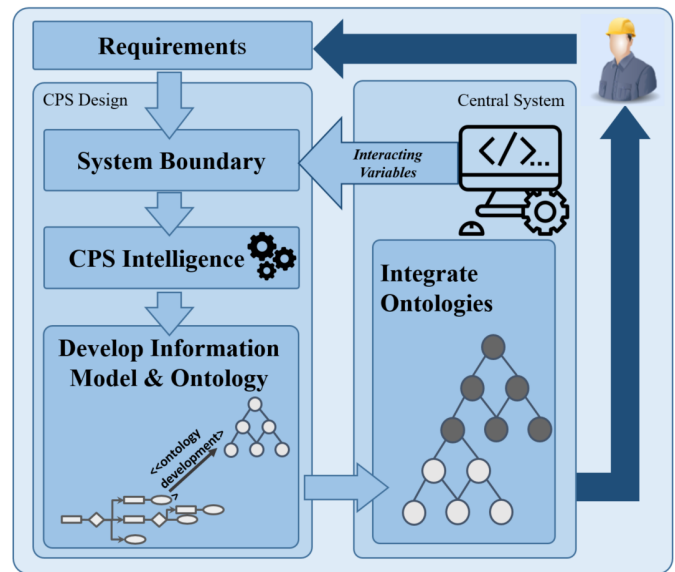 Requirements
CPS Design
Central System
System Boundary
Interacting
Variables
</>...
CPS Intelligence
Integrate
Ontologies
Develop Information
Model & Ontology
<<ontology
development>
>